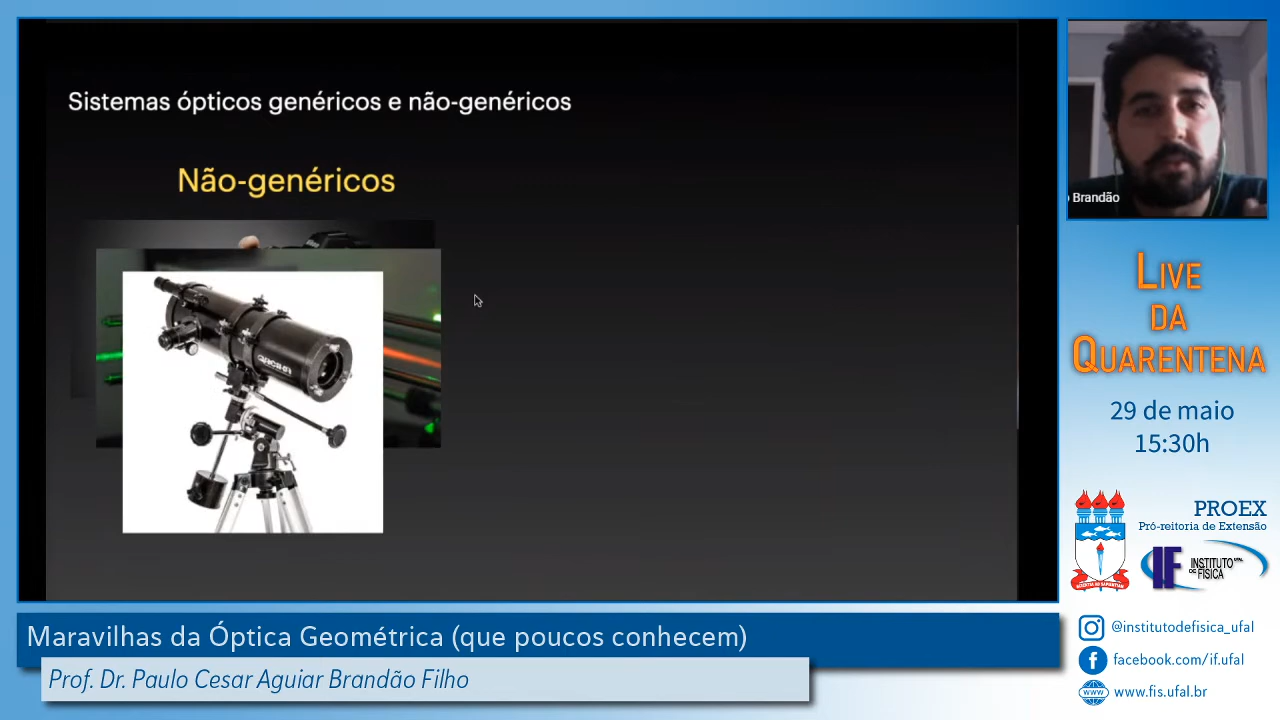 Sistemas ópticos genéricos e não-genéricos
Não-genéricos
Brandão
LIVE
DA
QUARENTENA
29 de maio
15:30h
PROEX
Pró-reitoria de Extensão
INSTITUTO UFAL
DE FÍSICA
@institutodefisica_ufal
facebook.com/if.ufal
www
www.fis.ufal.br
Maravilhas da Óptica Geométrica (que poucos conhecem)
Prof. Dr. Paulo Cesar Aguiar Brandão Filho